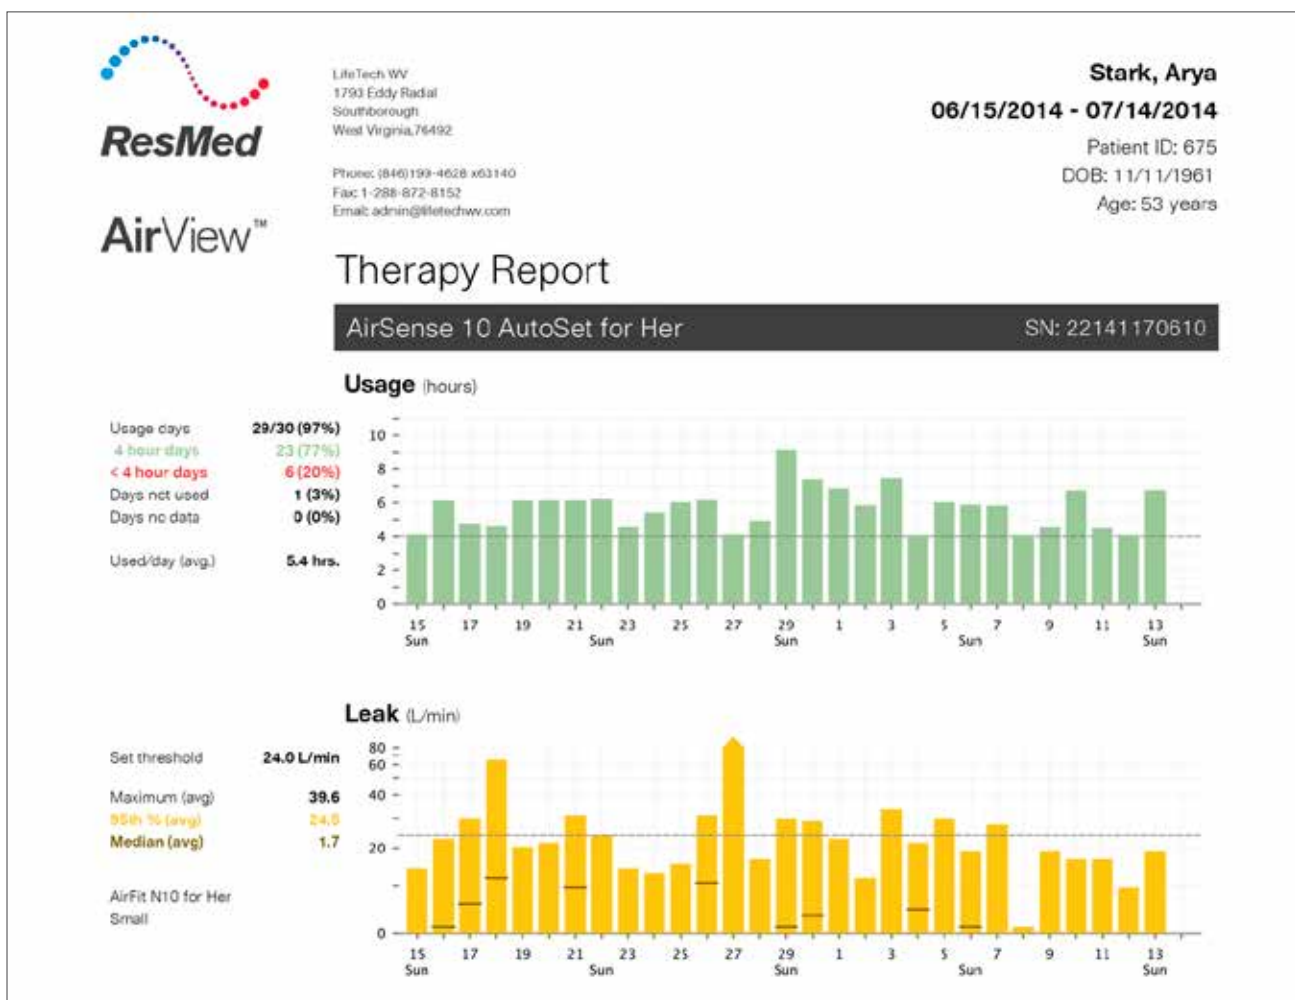 ResMed
AirView™
LifeTech WV
1793 Eddy Radial
Southborough
West Virginia,76492
Phone: (846)199-4628 x63140
Fax: 1-288-872-8152
Email: admin@lifetechwv.com
Stark, Arya
06/15/2014 - 07/14/2014
Patient ID: 675
DOB: 11/11/1961
Age: 53 years
Therapy Report
AirSense 10 AutoSet for Her SN: 22141170610
Usage (hours)
Usage days 29/30 (97%)
4 hour days 23 (77%)
< 4 hour days 6 (20%)
Days not used 1 (3%)
Days no data 0 (0%)
Used/day (avg.) 5.4 hrs.
10
8
6
4
2
0
15 17 19 21 23 25 27 29 1 3 5 7 9 11 13
Sun Sun Sun Sun Sun
Leak (L/min)
Set threshold 24.0 L/min
Maximum (avg) 39.6
95th % (avg)
Median (avg) 1.7
AirFit N10 for Her
Small
80
60
40
20
0
15 17 19 21 23 25 27 29 1 3 5 7 9 11 13
Sun Sun Sun Sun Sun